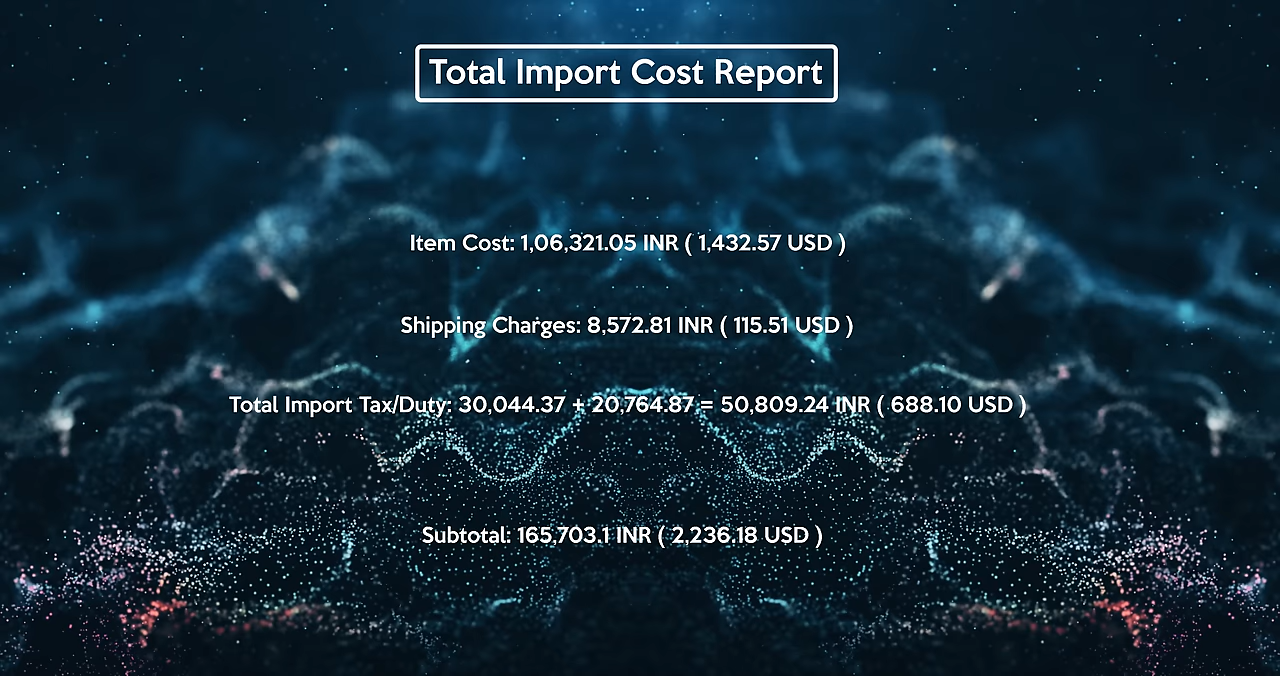 Total Import Cost Report
Item Cost: 1,06,321.05 INR ( 1,432.57 USD )
Shipping Charges: 8,572.81 INR ( 115.51 USD )
Total Import Tax/Duty: 30,044.37 + 20,764.87 = 50,809.24 INR ( 688.10 USD )
Subtotal: 165,703.1 INR ( 2,236.18 USD )